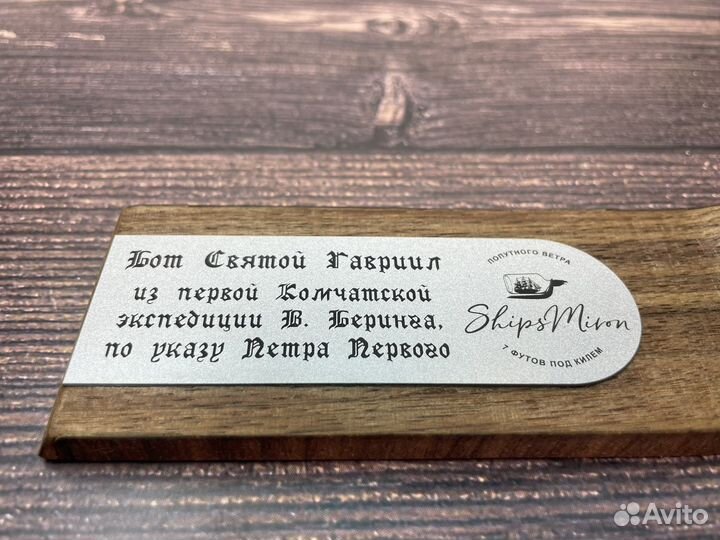 Бот Святой Гавриил
из первой Комчатской
экспедиции В. Беринга,
по указу Петра Первого
ПОПУТНОГО ВЕТРА
ShipsMiron
7 ФУТОВ ПОД КИЛЕМ
Avito